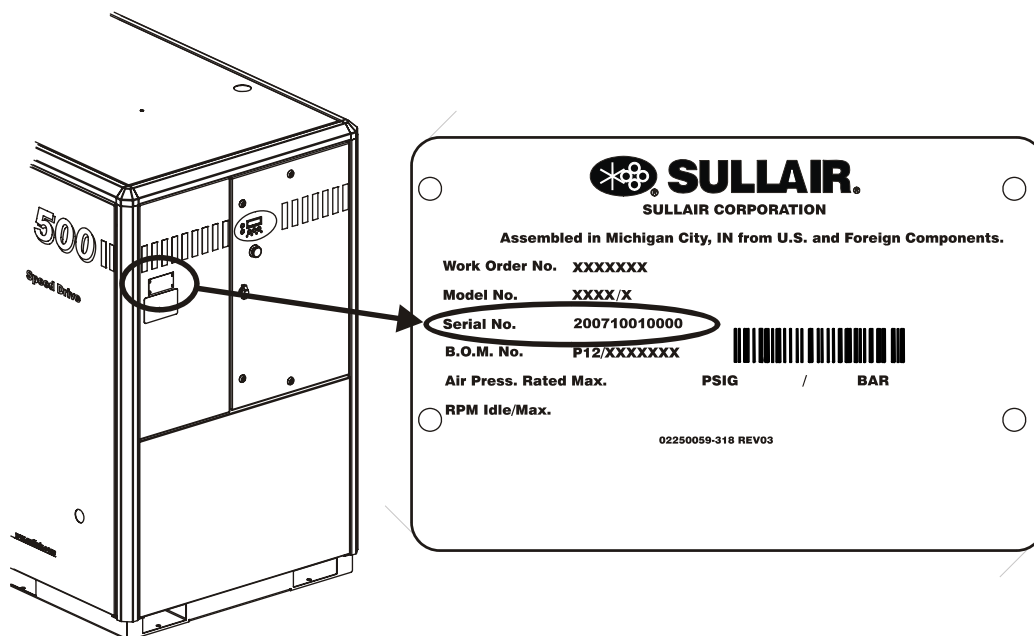 500
Speed Drive
SULLAIR®
SULLAIR CORPORATION
Assembled in Michigan City, IN from U.S. and Foreign Components.
Work Order No. XXXXXXX
Model No. XXXX/X
Serial No. 200710010000
B.O.M. No. P12/XXXXXXX
Air Press. Rated Max. PSIG / BAR
RPM Idle/Max.
02250059-318 REV03